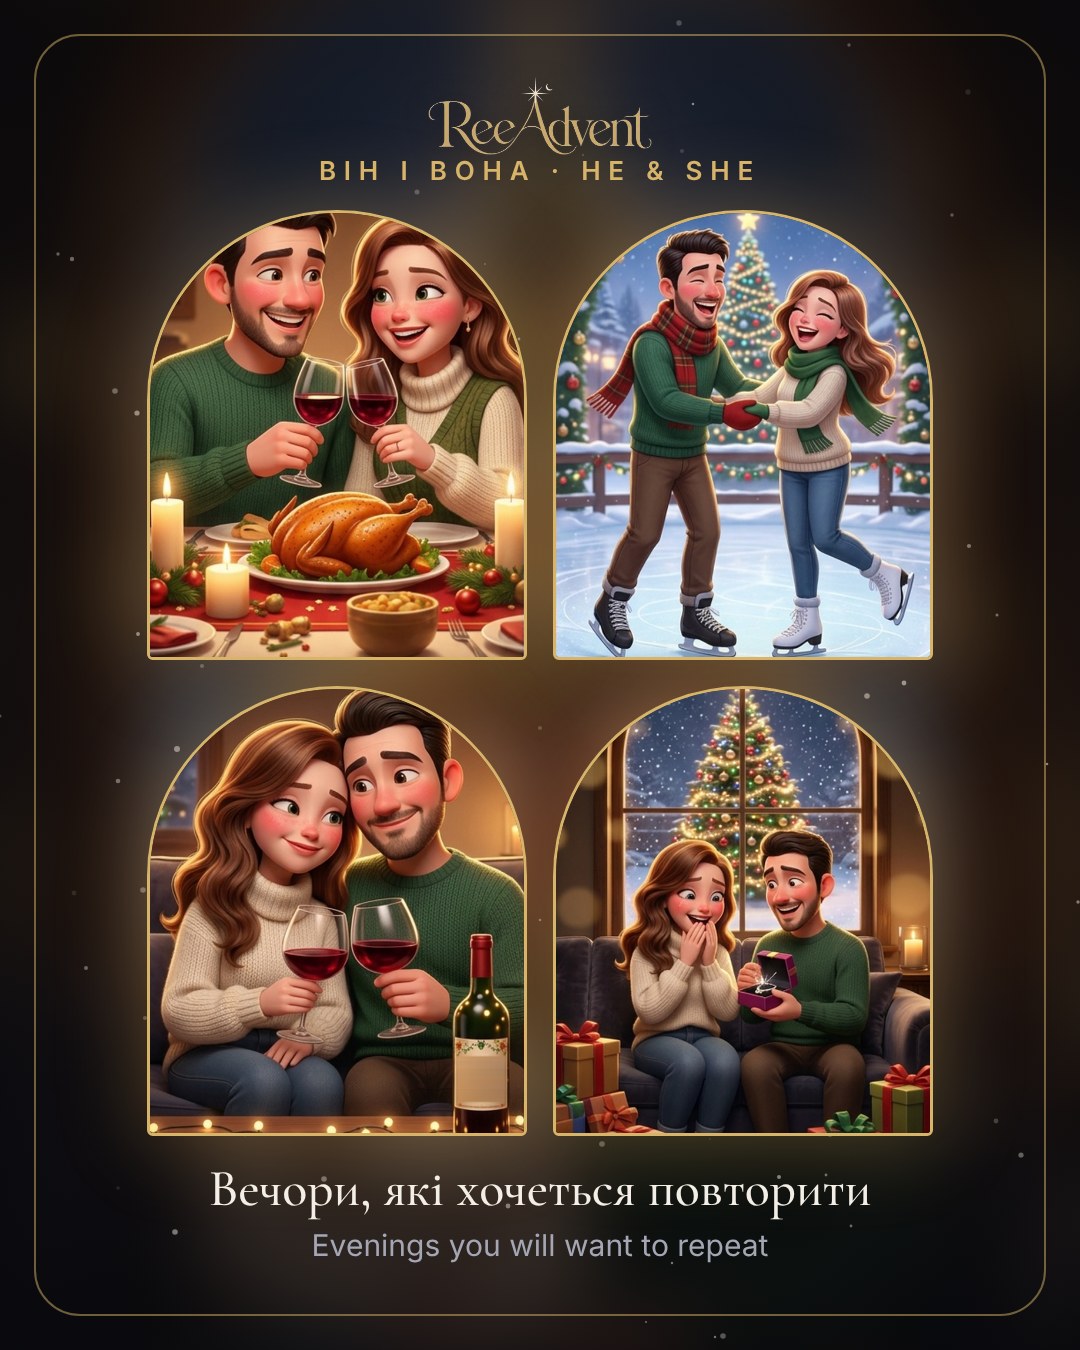 ReeAdvent
ВІН І ВОНА · HE & SHE
Вечори, які хочеться повторити
Evenings you will want to repeat